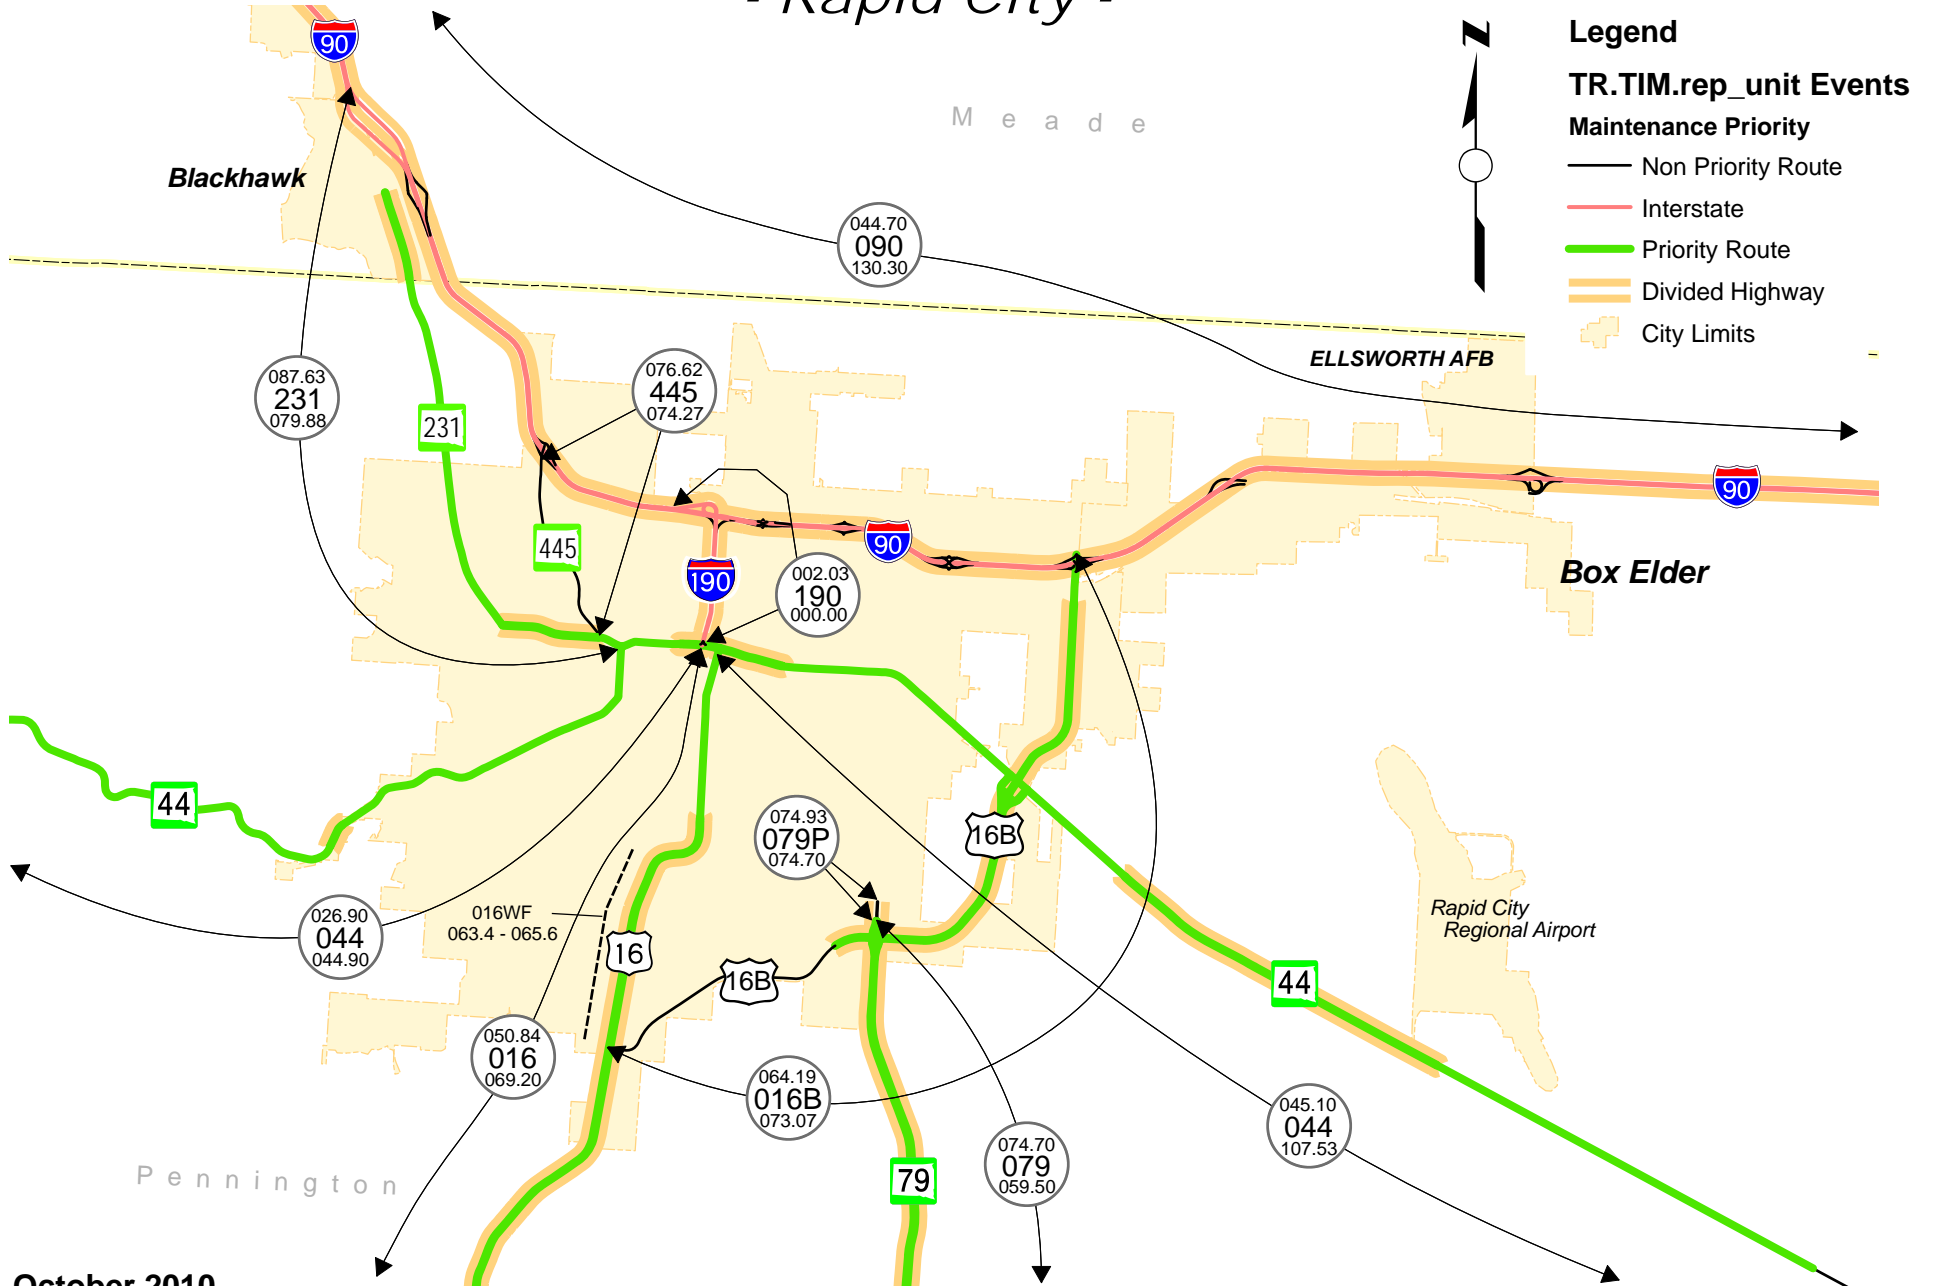 - Rapid City -
Legend
TR.TIM.rep_unit Events
Maintenance Priority
Non Priority Route
Interstate
Priority Route
Divided Highway
City Limits
N
90
Meade
Blackhawk
044.70
090
130.30
ELLSWORTH AFB
087.63
231
079.88
076.62
445
074.27
231
90
445
90
190
002.03
190
000.00
Box Elder
44
074.93
079P
074.70
16B
026.90
044
044.90
016WF
063.4 - 065.6
16
16B
Rapid City
Regional Airport
44
050.84
016
069.20
064.19
016B
073.07
045.10
044
107.53
074.70
079
059.50
79
Pennington
October 2010